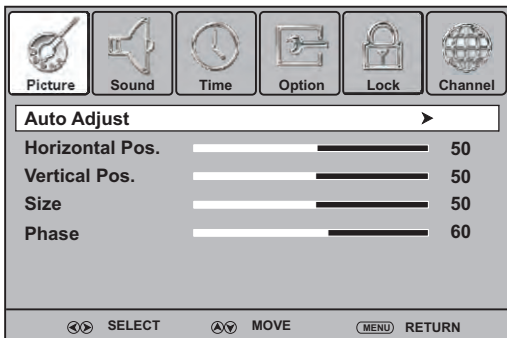 Picture Sound Time Option Lock Channel
Auto Adjust
Horizontal Pos. 50
Vertical Pos. 50
Size 50
Phase 60
SELECT MOVE MENU RETURN